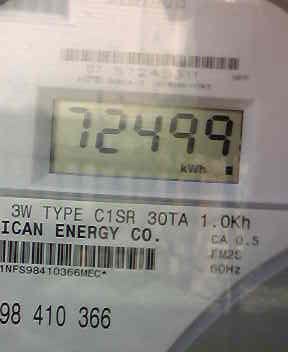 72499
kWh
3W TYPE C1SR 30TA 1.0Kh
ICAN ENERGY CO.
CA 0.5
FM2S
60Hz
1NFS98410366MEC*
98 410 366